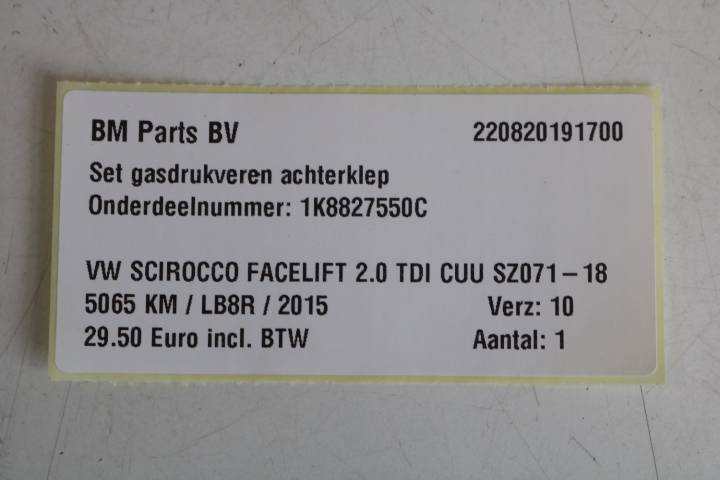 BM Parts BV 220820191700
Set gasdrukveren achterklep
Onderdeelnummer: 1K8827550C
VW SCIROCCO FACELIFT 2.0 TDI CUU SZ071-18
5065 KM / LB8R / 2015 Verz: 10
29.50 Euro incl. BTW Aantal: 1